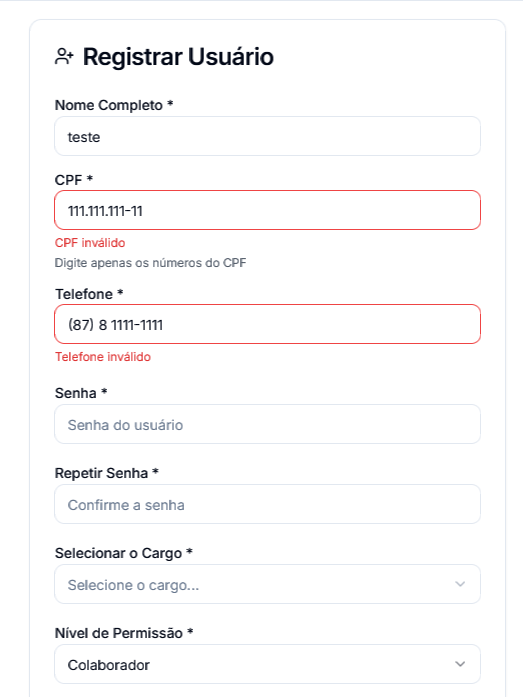 Registrar Usuário
Nome Completo *
teste
CPF *
111.111.111-11
CPF inválido
Digite apenas os números do CPF
Telefone *
(87) 8 1111-1111
Telefone inválido
Senha *
Senha do usuário
Repetir Senha *
Confirme a senha
Selecionar o Cargo *
Selecione o cargo...
Nível de Permissão *
Colaborador